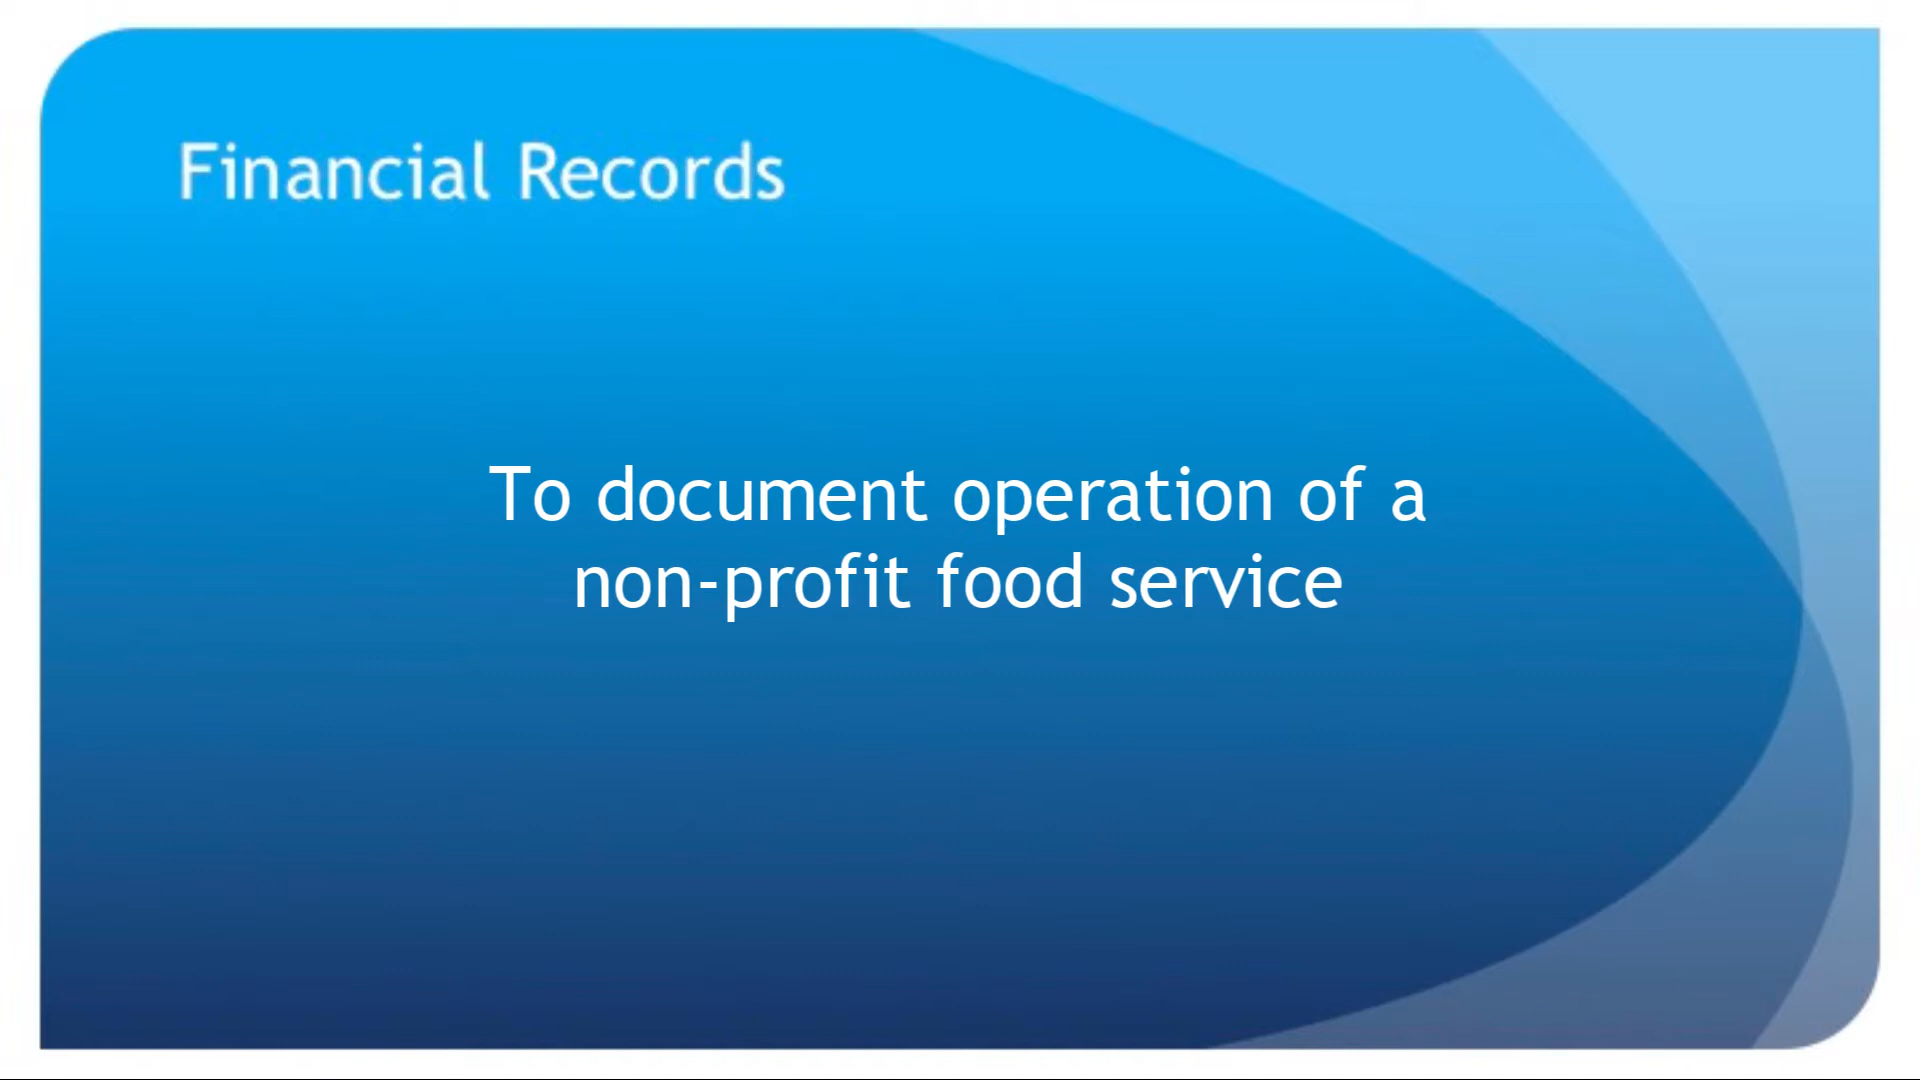 Financial Records
To document operation of a
non-profit food service